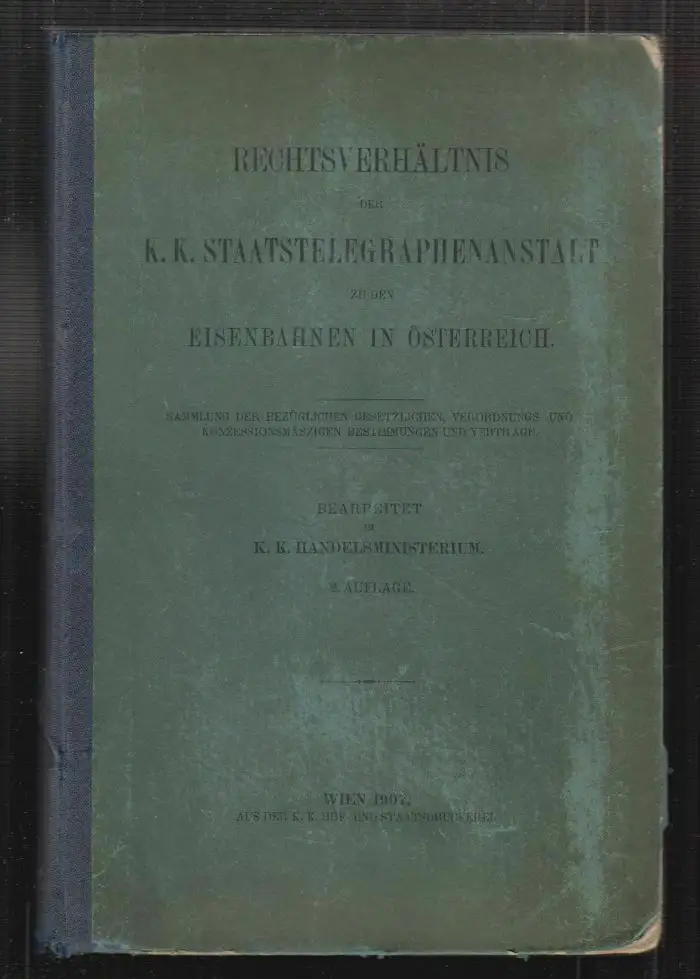 RECHTSVERHÄLTNIS
DER
K. K. STAATSTELEGRAPHENANSTALT
ZU DEN
EISENBAHNEN IN ÖSTERREICH.
SAMMLUNG DER BEZÜGLICHEN GESETZLICHEN, VERORDNUNGS- UND
KONZESSIONSMÄSZIGEN BESTIMMUNGEN UND VERTRÄGE.
BEARBEITET
IM
K. K. HANDELSMINISTERIUM.
2. AUFLAGE.
WIEN 1907.
AUS DER K. K. HOF- UND STAATSDRUCKEREI.